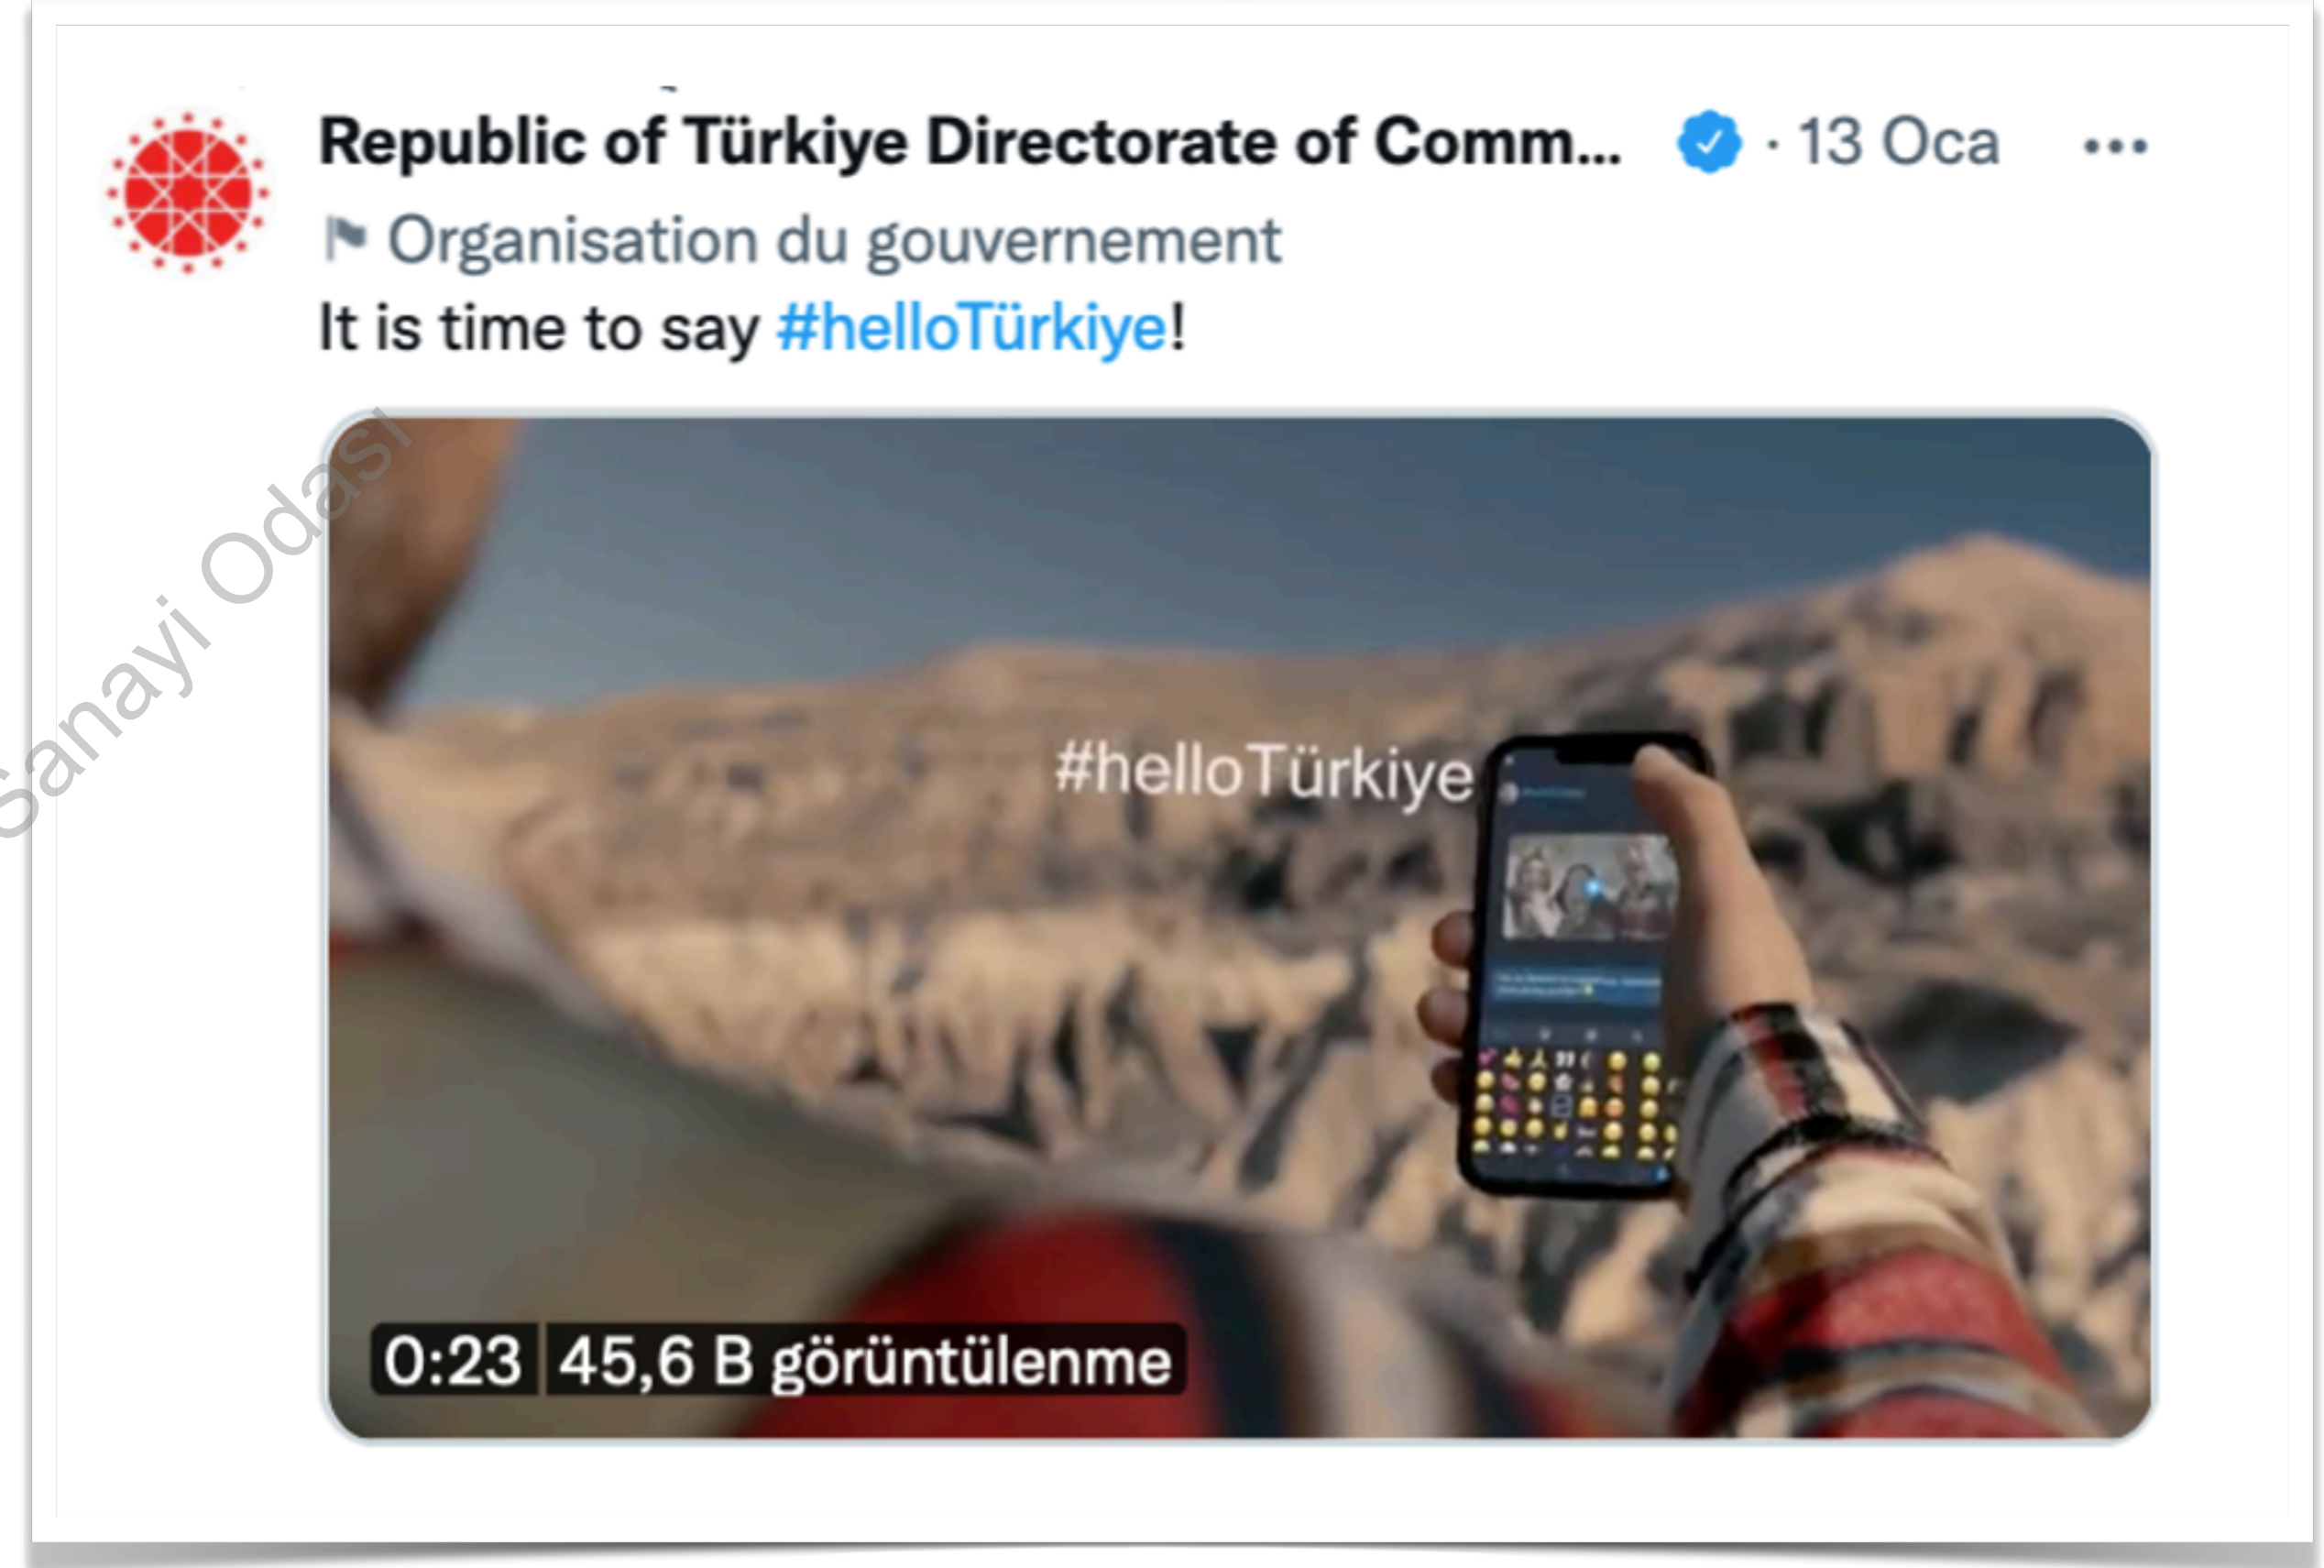 Republic of Türkiye Directorate of Comm... · 13 Oca
Organisation du gouvernement
It is time to say #helloTürkiye!
Sanayi Odası
#helloTürkiye
0:23 45,6 B görüntülenme